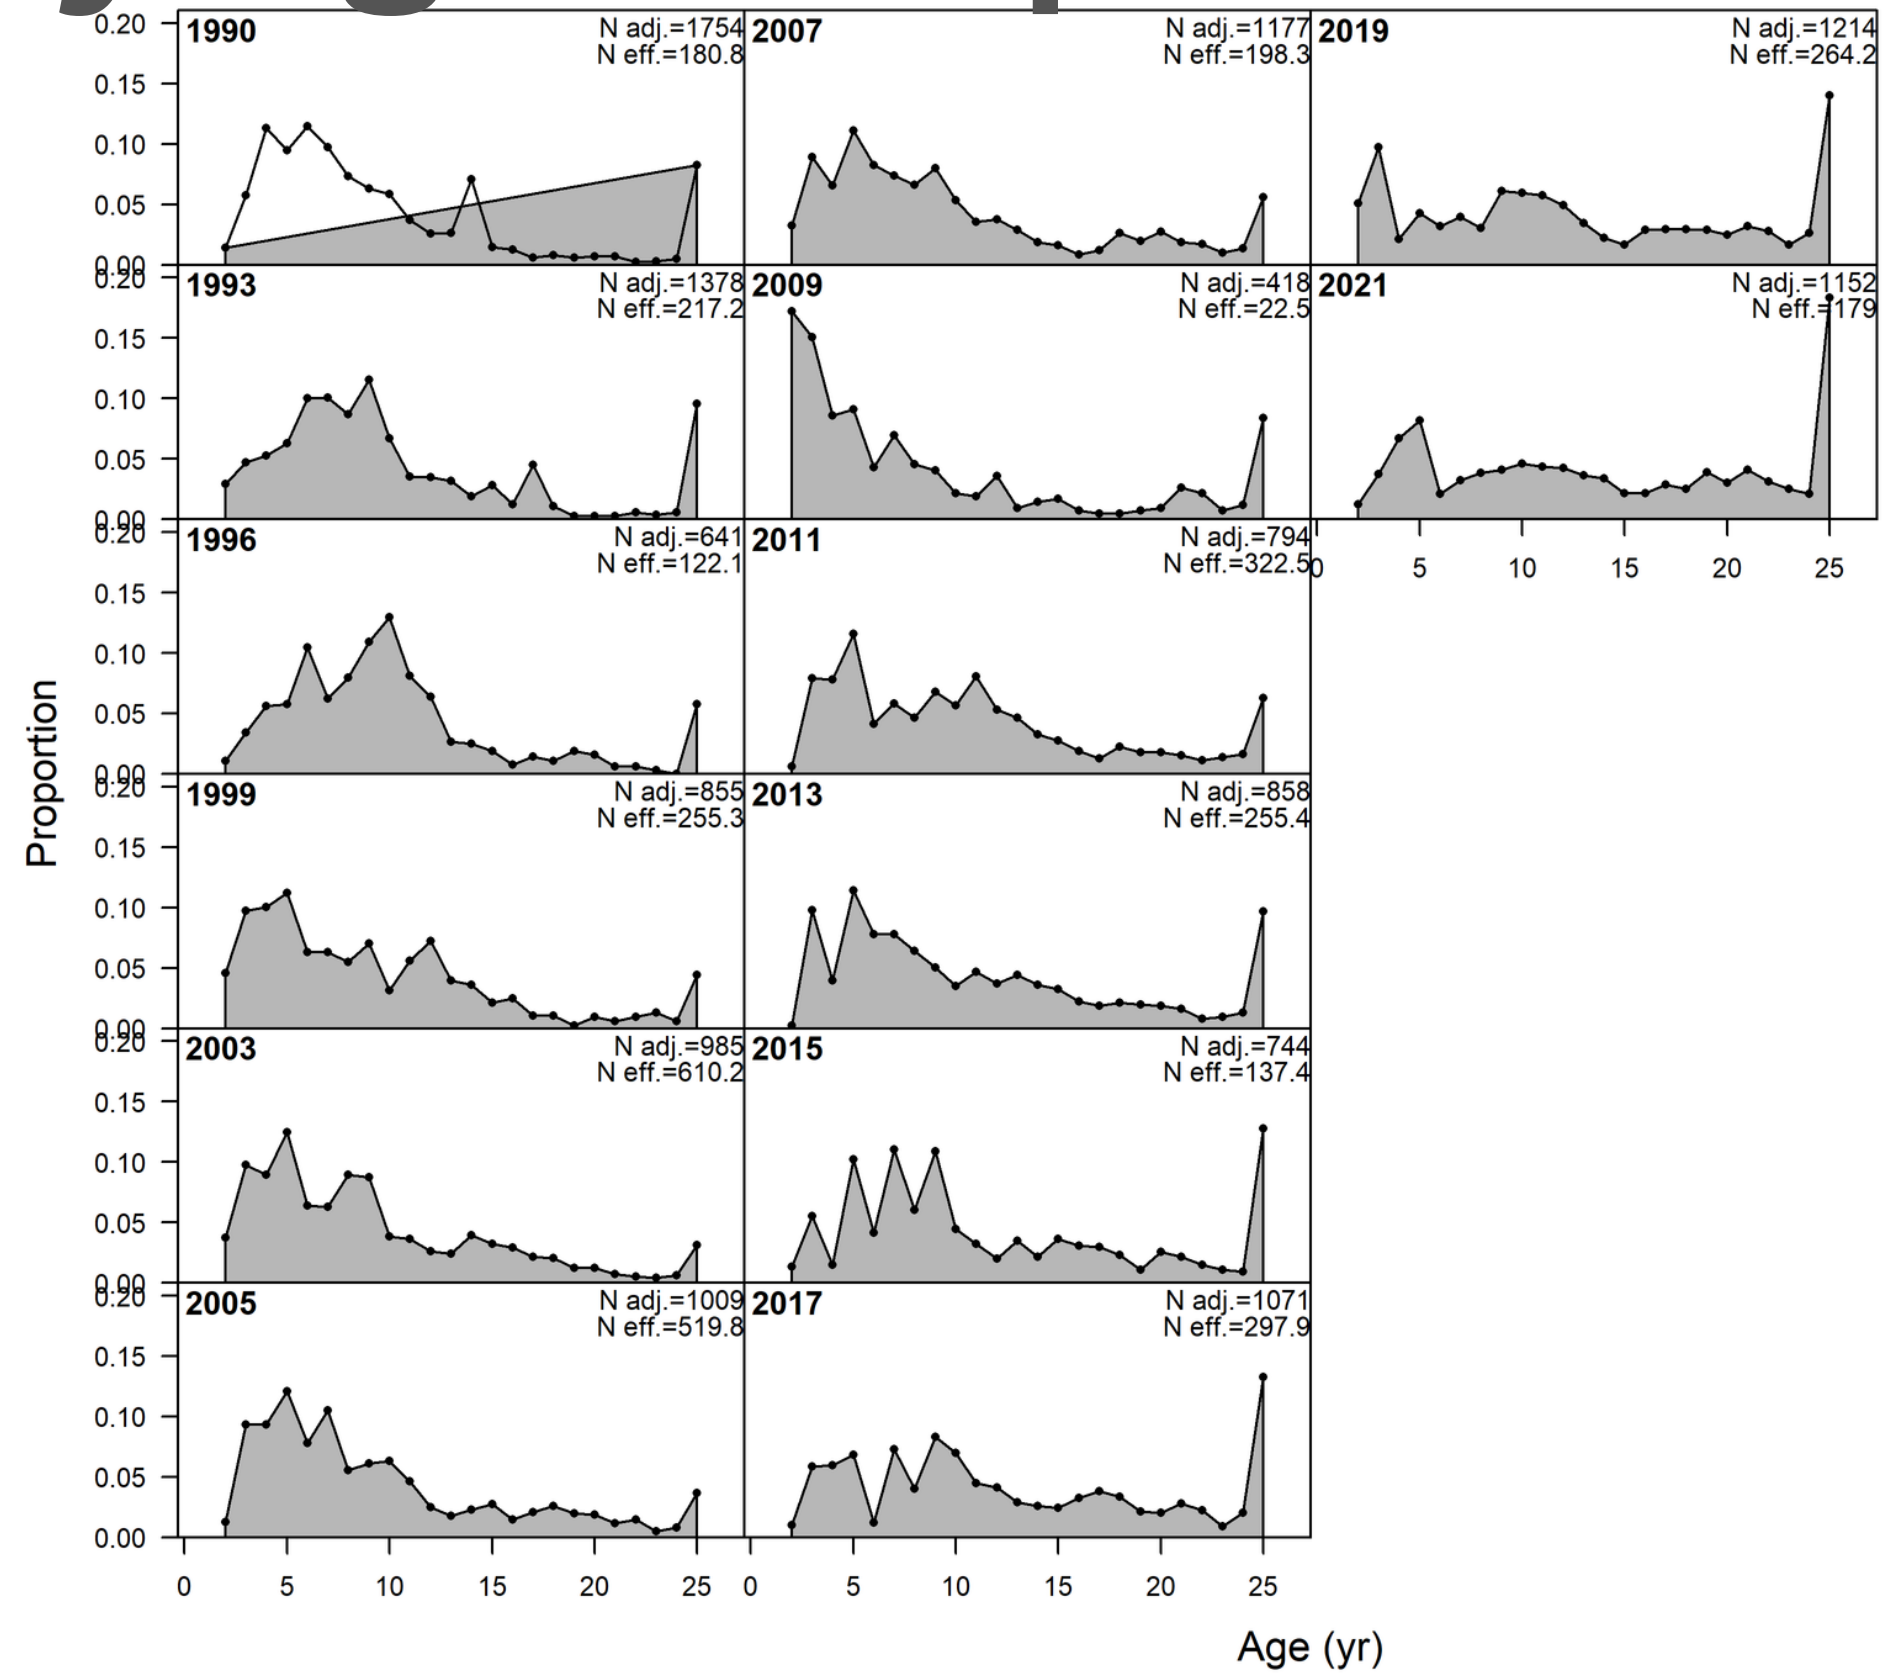 1990
N adj.=1754
N eff.=180.8
2007
N adj.=1177
N eff.=198.3
2019
N adj.=1214
N eff.=264.2
0.20
0.15
0.10
0.05
0.00
1993
N adj.=1378
N eff.=217.2
2009
N adj.=418
N eff.=22.5
2021
N adj.=1152
N eff.=179
0.20
0.15
0.10
0.05
0.00
1996
N adj.=641
N eff.=122.1
2011
N adj.=794
N eff.=322.5
0 5 10 15 20 25
0.20
0.15
0.10
0.05
0.00
1999
N adj.=855
N eff.=255.3
2013
N adj.=858
N eff.=255.4
0.20
0.15
0.10
0.05
0.00
2003
N adj.=985
N eff.=610.2
2015
N adj.=744
N eff.=137.4
0.20
0.15
0.10
0.05
0.00
2005
N adj.=1009
N eff.=519.8
2017
N adj.=1071
N eff.=297.9
0.20
0.15
0.10
0.05
0.00
0 5 10 15 20 25 0 5 10 15 20 25
Proportion
Age (yr)